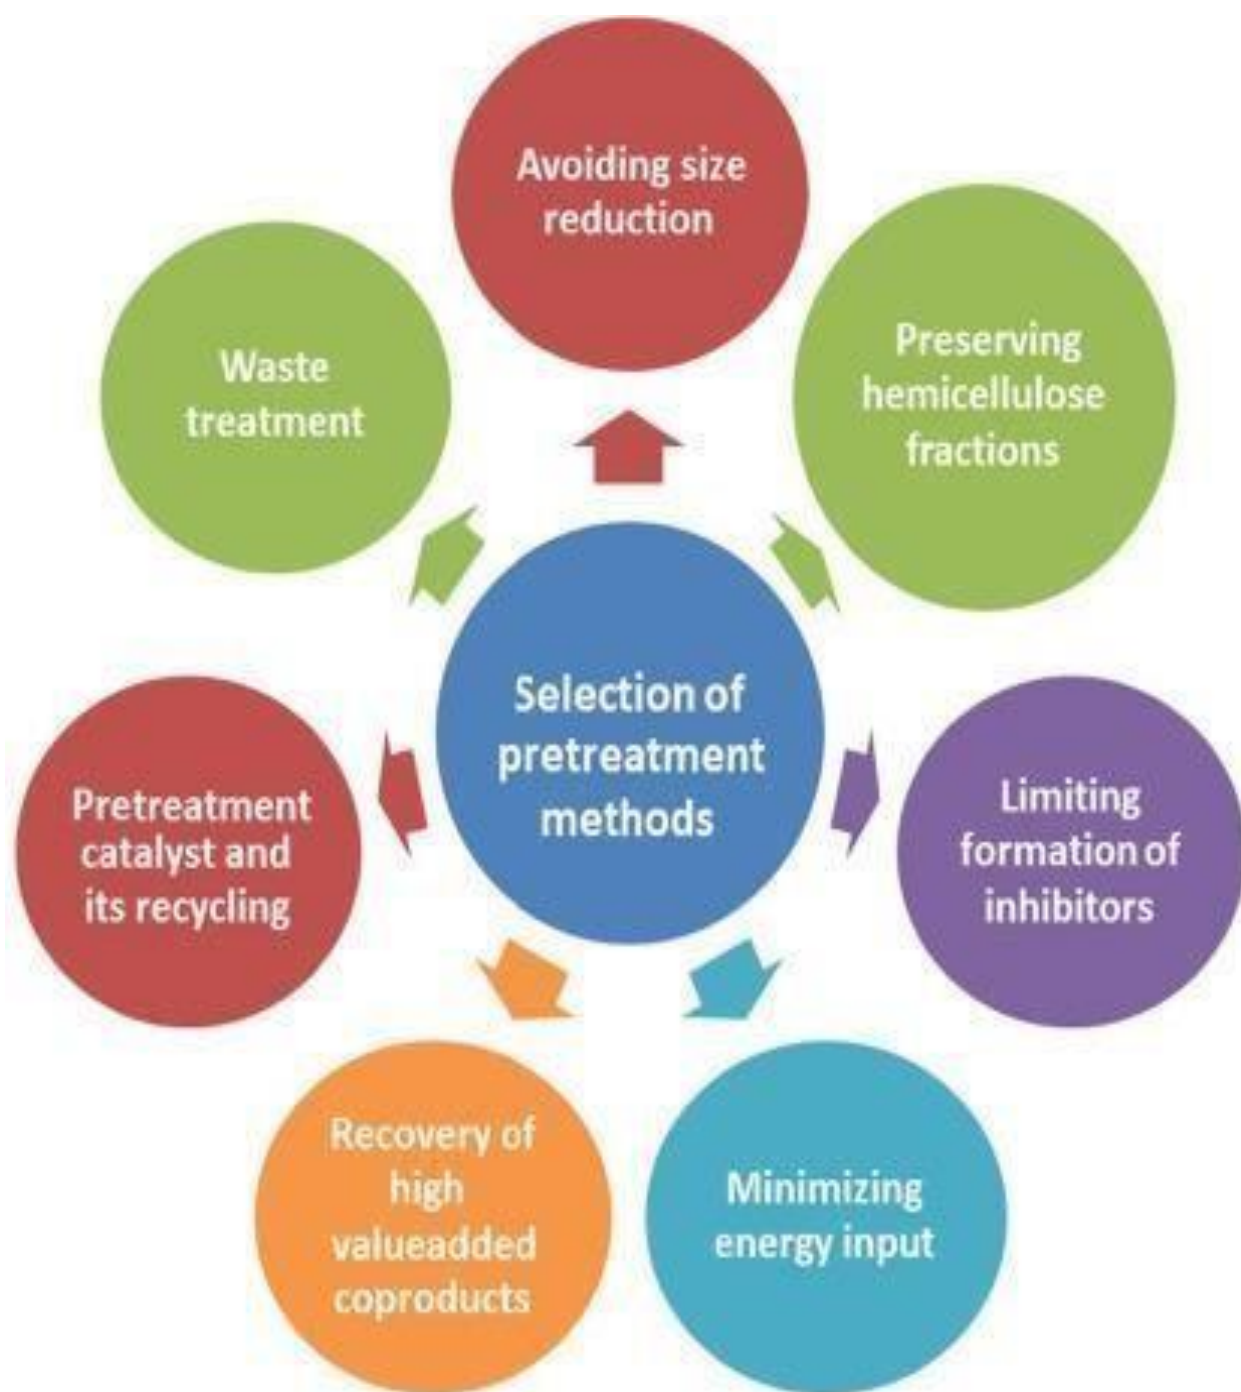 Avoiding size
reduction
Preserving
hemicellulose
fractions
Waste
treatment
Selection of
pretreatment
methods
Limiting
formation of
inhibitors
Pretreatment
catalyst and
its recycling
Recovery of
high
valueadded
coproducts
Minimizing
energy input